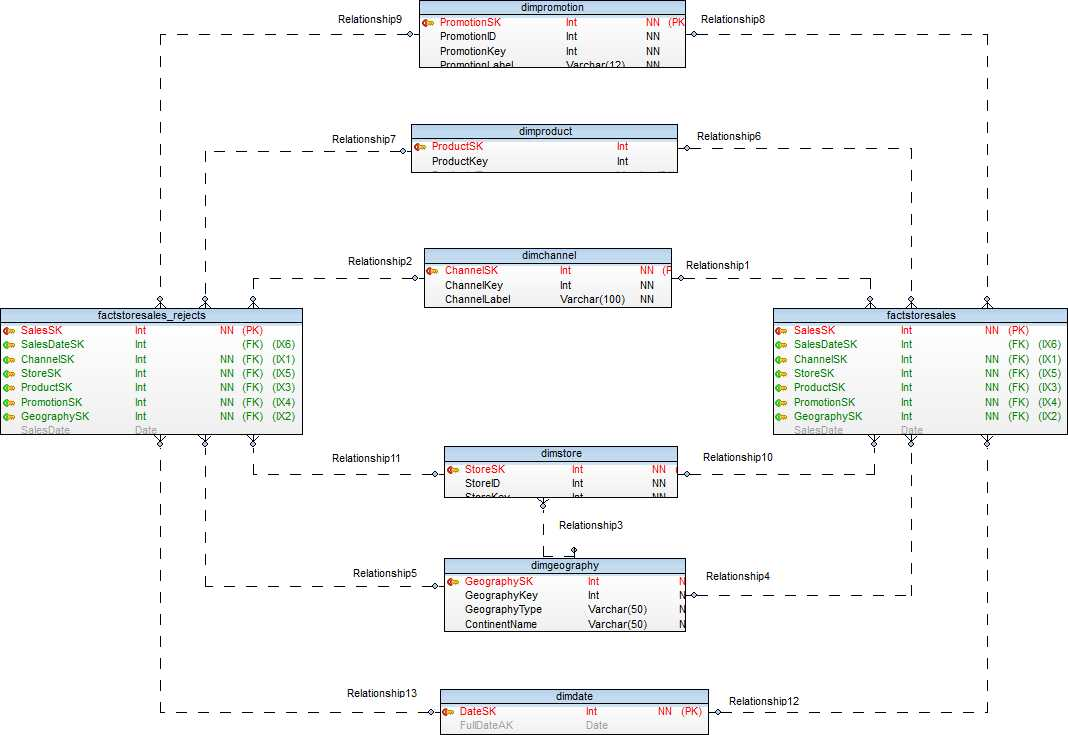 dimpromotion
Relationship9
Relationship8
PromotionSK Int NN (PK
PromotionID Int NN
PromotionKey Int NN
PromotionLabel Varchar(12) NN
dimproduct
Relationship7
Relationship6
ProductSK Int
ProductKey Int
dimchannel
Relationship2
Relationship1
ChannelSK Int NN (P
ChannelKey Int NN
ChannelLabel Varchar(100) NN
factstoresales_rejects
SalesSK Int NN (PK)
SalesDateSK Int (FK) (IX6)
ChannelSK Int NN (FK) (IX1)
StoreSK Int NN (FK) (IX5)
ProductSK Int NN (FK) (IX3)
PromotionSK Int NN (FK) (IX4)
GeographySK Int NN (FK) (IX2)
SalesDate Date
factstoresales
SalesSK Int NN (PK)
SalesDateSK Int (FK) (IX6)
ChannelSK Int NN (FK) (IX1)
StoreSK Int NN (FK) (IX5)
ProductSK Int NN (FK) (IX3)
PromotionSK Int NN (FK) (IX4)
GeographySK Int NN (FK) (IX2)
SalesDate Date
dimstore
Relationship11
Relationship10
StoreSK Int NN (
StoreID Int NN
StoreKey Int NN
Relationship3
dimgeography
Relationship5
Relationship4
GeographySK Int N
GeographyKey Int N
GeographyType Varchar(50) N
ContinentName Varchar(50) N
dimdate
Relationship13
Relationship12
DateSK Int NN (PK)
FullDateAK Date